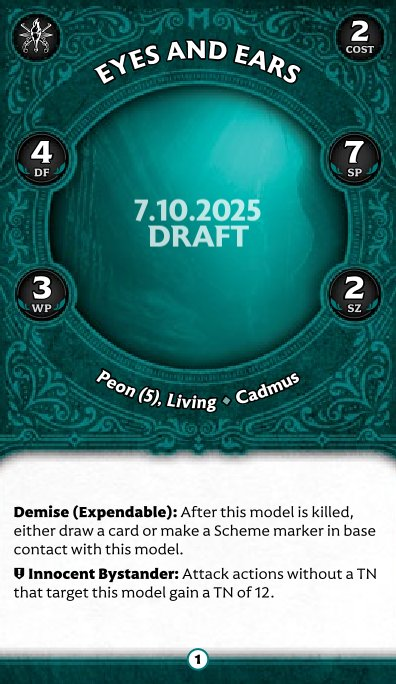 2
COST
EYES AND EARS
4
DF
7
SP
7.10.2025
DRAFT
3
WP
2
SZ
Peon (5), Living ◆ Cadmus
Demise (Expendable): After this model is killed,
either draw a card or make a Scheme marker in base
contact with this model.
Innocent Bystander: Attack actions without a TN
that target this model gain a TN of 12.
1